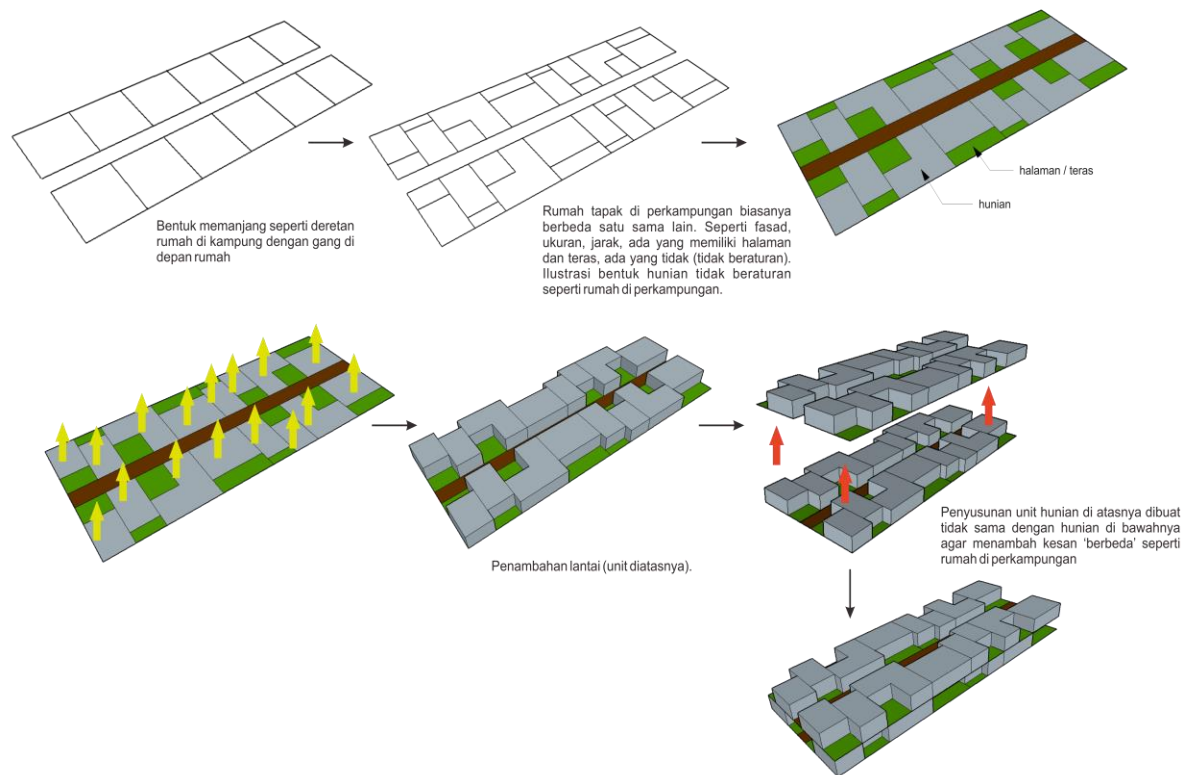 Bentuk memanjang seperti deretan
rumah di kampung dengan gang di
depan rumah
Rumah tapak di perkampungan biasanya
berbeda satu sama lain. Seperti fasad,
ukuran, jarak, ada yang memiliki halaman
dan teras, ada yang tidak (tidak beraturan).
Ilustrasi bentuk hunian tidak beraturan
seperti rumah di perkampungan.
halaman / teras
hunian
Penambahan lantai (unit diatasnya).
Penyusunan unit hunian di atasnya dibuat
tidak sama dengan hunian di bawahnya
agar menambah kesan ‘berbeda’ seperti
rumah di perkampungan